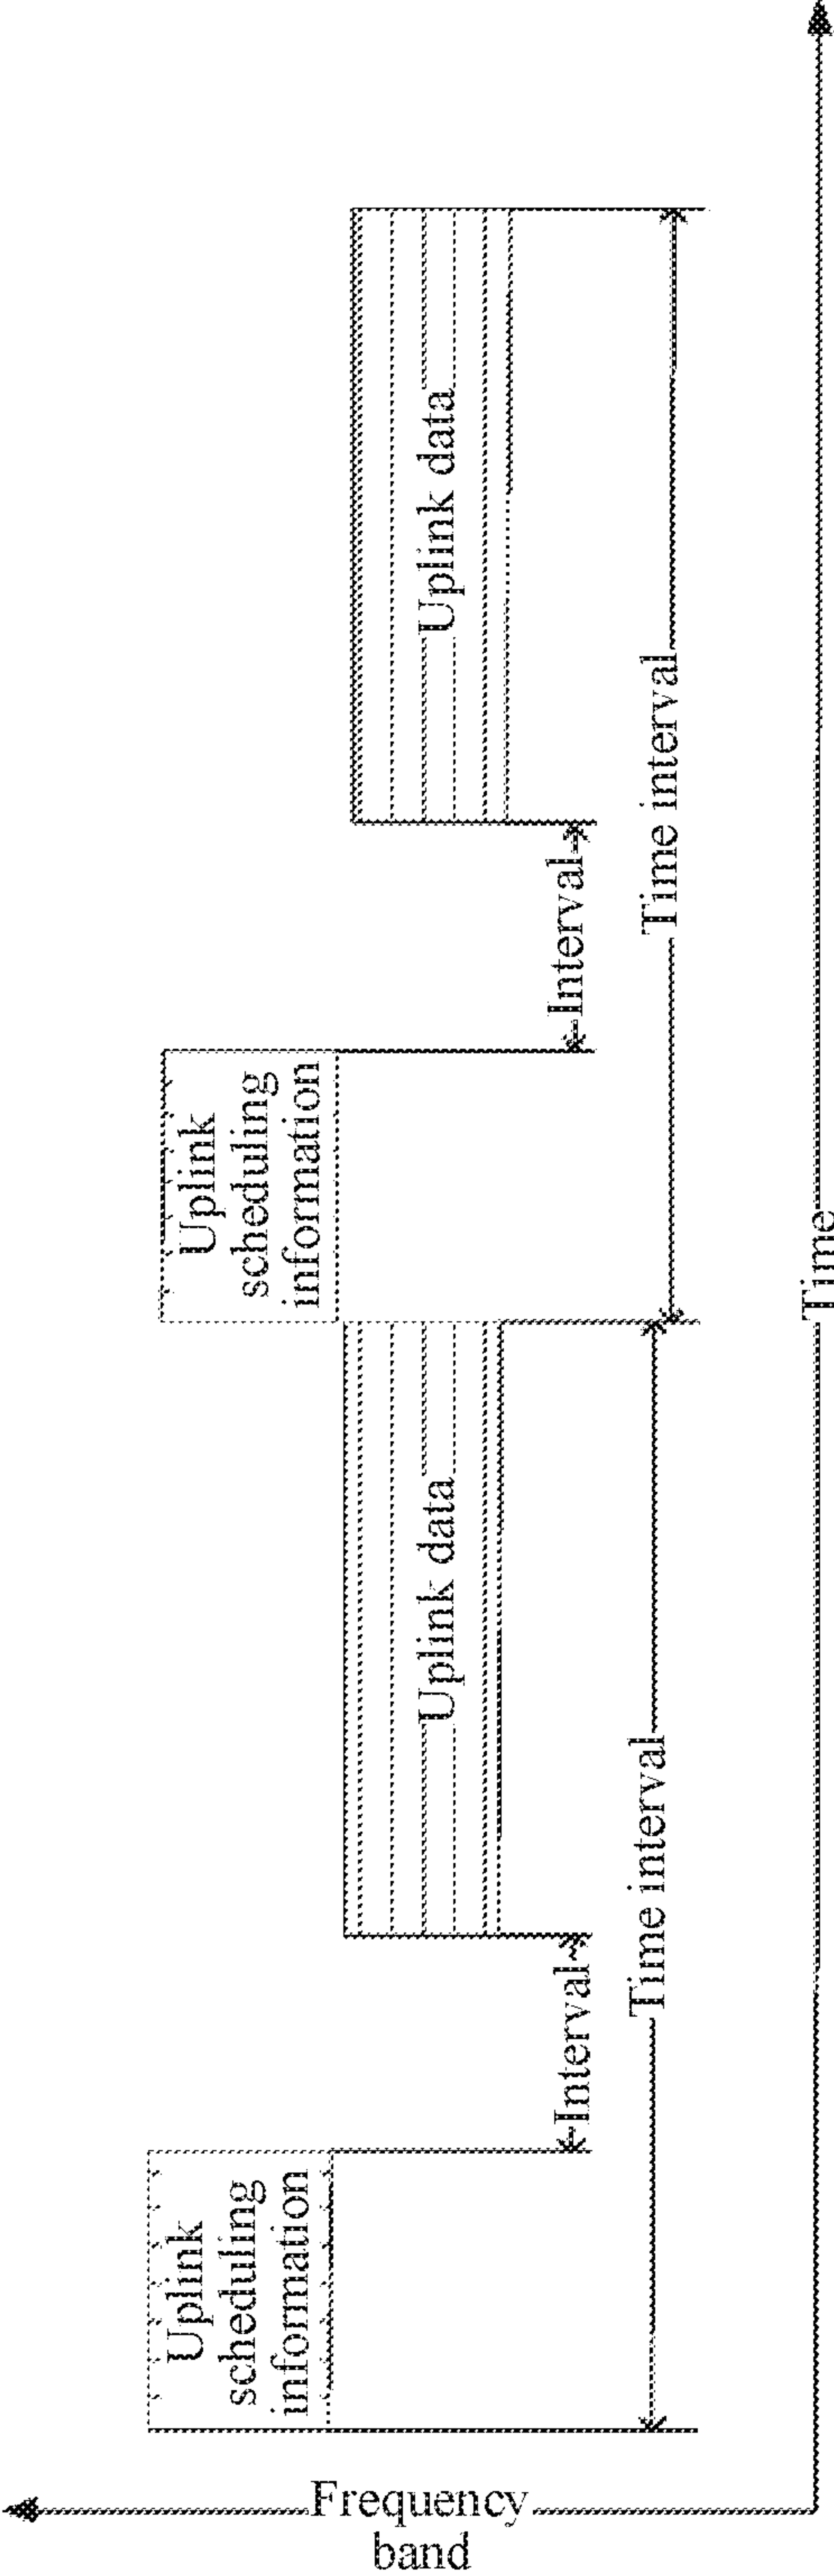 Frequency
band
Uplink
scheduling
information
Interval
Uplink data
Time interval
Uplink
scheduling
information
Interval
Uplink data
Time interval
Time